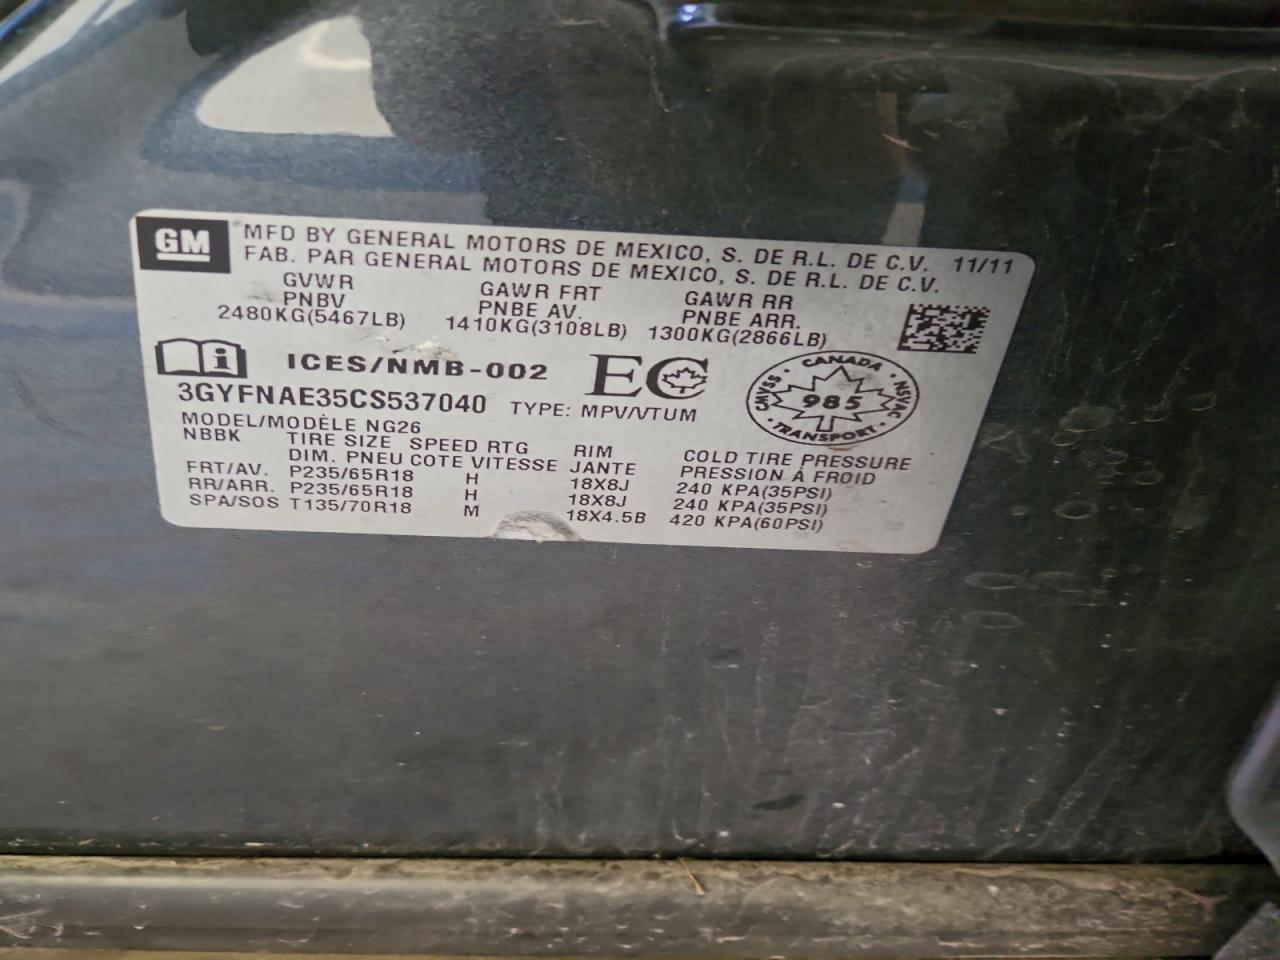 GM
MFD BY GENERAL MOTORS DE MEXICO, S. DE R.L. DE C.V. 11/11
FAB. PAR GENERAL MOTORS DE MEXICO, S. DE R.L. DE C.V.
GVWR GAWR FRT GAWR RR
PNBV PNBE AV. PNBE ARR.
2480KG(5467LB) 1410KG(3108LB) 1300KG(2866LB)
i ICES/NMB-002 EC
CANADA
CMVSS 985 NSVAC
TRANSPORT
3GYFNAE35CS537040 TYPE: MPV/VTUM
MODEL/MODÈLE NG26
NBBK TIRE SIZE SPEED RTG RIM COLD TIRE PRESSURE
DIM. PNEU COTE VITESSE JANTE PRESSION À FROID
FRT/AV. P235/65R18 H 18X8J 240 KPA(35PSI)
RR/ARR. P235/65R18 H 18X8J 240 KPA(35PSI)
SPA/SOS T135/70R18 M 18X4.5B 420 KPA(60PSI)